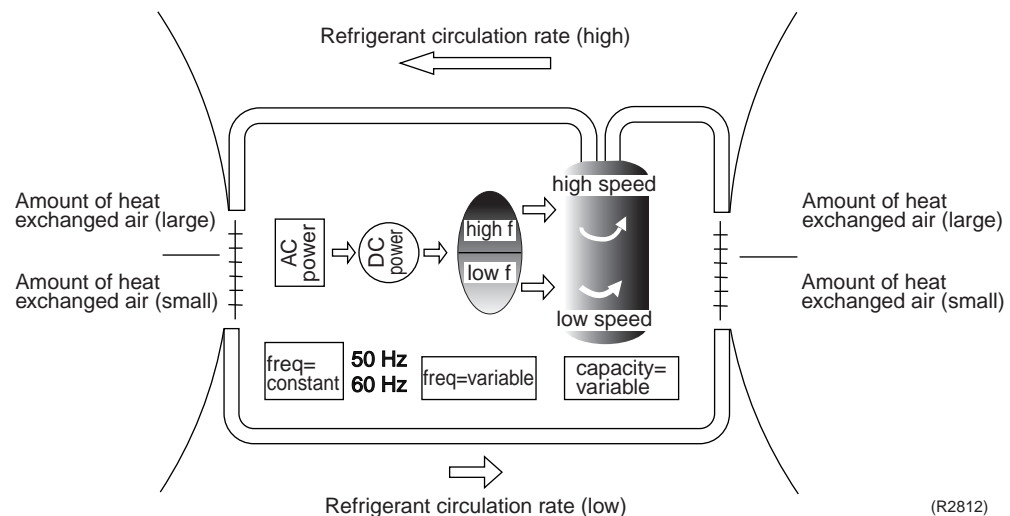 Refrigerant circulation rate (high)
high speed
Amount of heat
exchanged air (large)
Amount of heat
exchanged air (large)
AC
power
DC
power
high f
low f
Amount of heat
exchanged air (small)
Amount of heat
exchanged air (small)
low speed
freq=
constant
50 Hz
60 Hz
freq=variable
capacity=
variable
Refrigerant circulation rate (low)
(R2812)